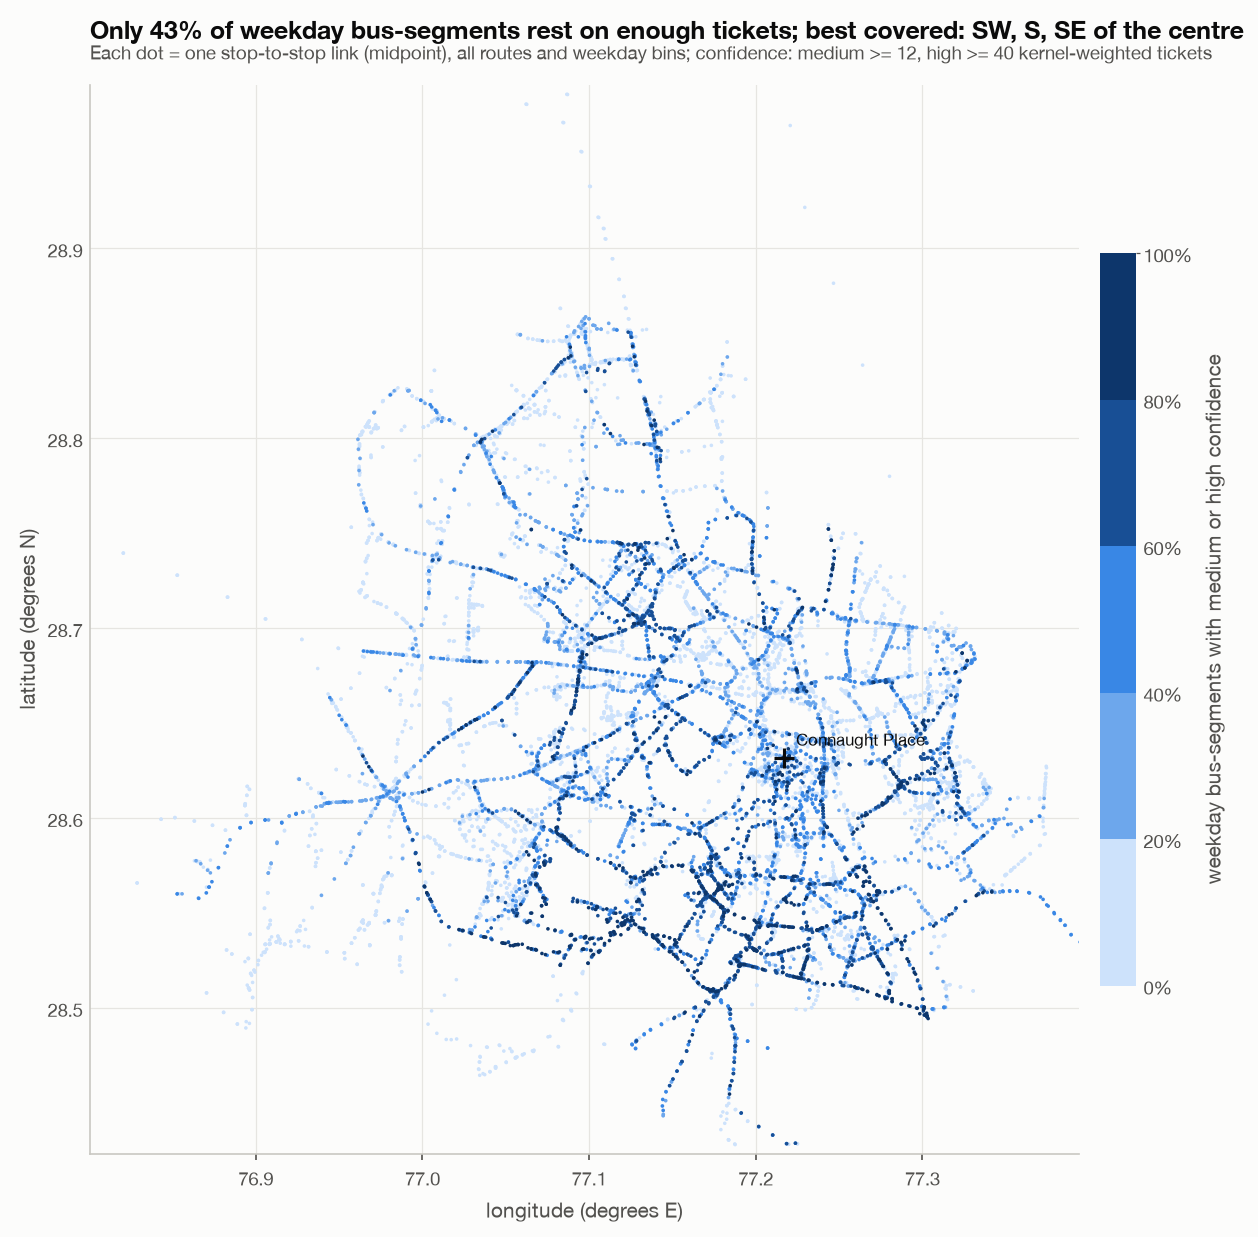 Only 43% of weekday bus-segments rest on enough tickets; best covered: SW, S, SE of the centre
Each dot = one stop-to-stop link (midpoint), all routes and weekday bins; confidence: medium >= 12, high >= 40 kernel-weighted tickets
28.9
28.8
28.7
28.6
28.5
latitude (degrees N)
Connaught Place
76.9
77.0
77.1
77.2
77.3
longitude (degrees E)
100%
80%
60%
40%
20%
0%
weekday bus-segments with medium or high confidence